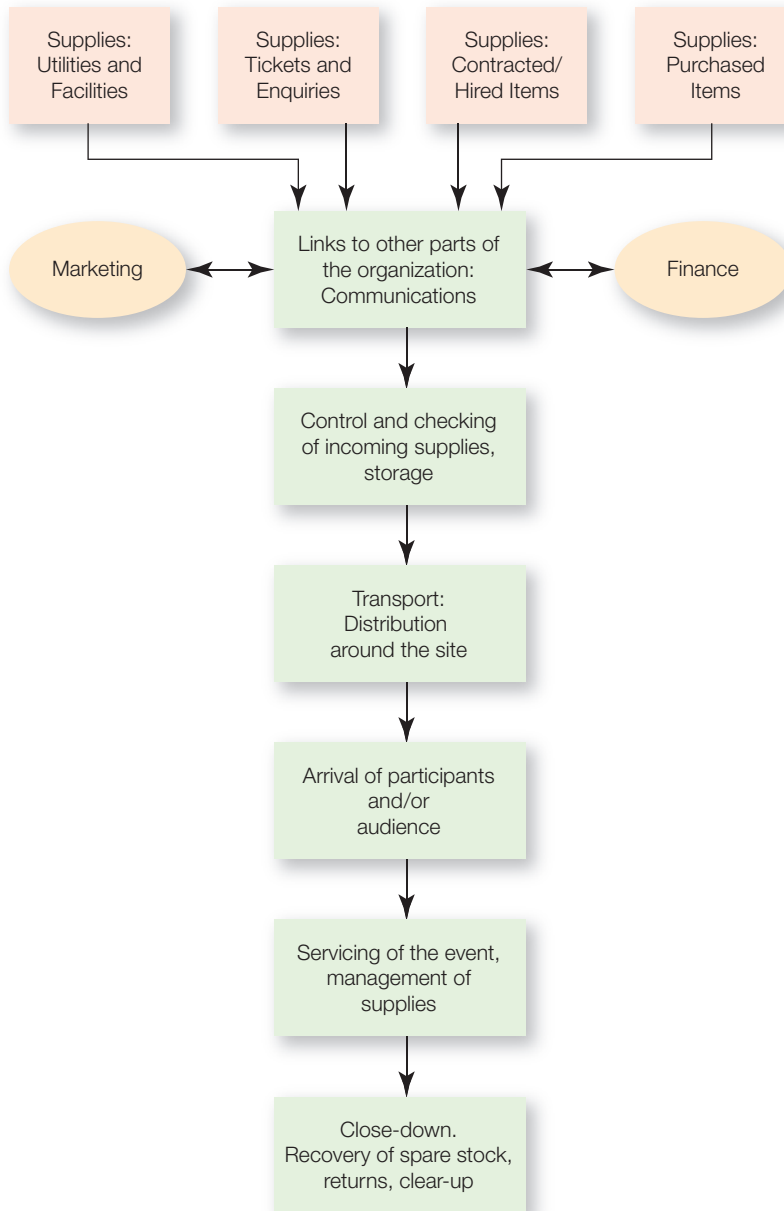 Supplies:
Utilities and
Facilities
Supplies:
Tickets and
Enquiries
Supplies:
Contracted/
Hired Items
Supplies:
Purchased
Items
Marketing
Links to other parts of
the organization:
Communications
Finance
Control and checking
of incoming supplies,
storage
Transport:
Distribution
around the site
Arrival of participants
and/or
audience
Servicing of the event,
management of
supplies
Close-down.
Recovery of spare stock,
returns, clear-up